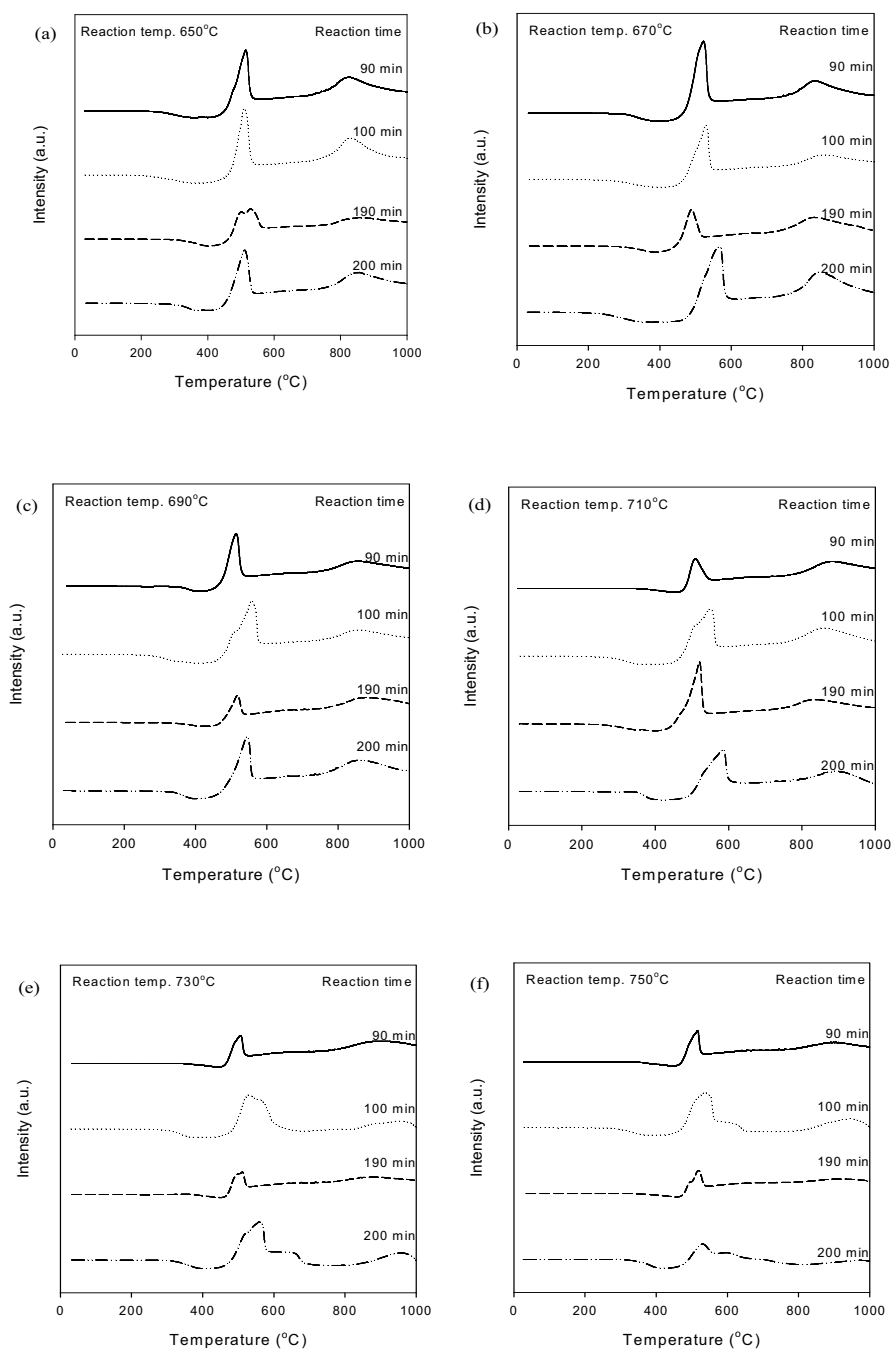 (a)
Reaction temp. 650°C Reaction time
90 min
100 min
190 min
200 min
Intensity (a.u.)
0 200 400 600 800 1000
Temperature (°C)
(b)
Reaction temp. 670°C Reaction time
90 min
100 min
190 min
200 min
Intensity (a.u.)
0 200 400 600 800 1000
Temperature (°C)
(c)
Reaction temp. 690°C Reaction time
90 min
100 min
190 min
200 min
Intensity (a.u.)
0 200 400 600 800 1000
Temperature (°C)
(d)
Reaction temp. 710°C Reaction time
90 min
100 min
190 min
200 min
Intensity (a.u.)
0 200 400 600 800 1000
Temperature (°C)
(e)
Reaction temp. 730°C Reaction time
90 min
100 min
190 min
200 min
Intensity (a.u.)
0 200 400 600 800 1000
Temperature (°C)
(f)
Reaction temp. 750°C Reaction time
90 min
100 min
190 min
200 min
Intensity (a.u.)
0 200 400 600 800 1000
Temperature (°C)